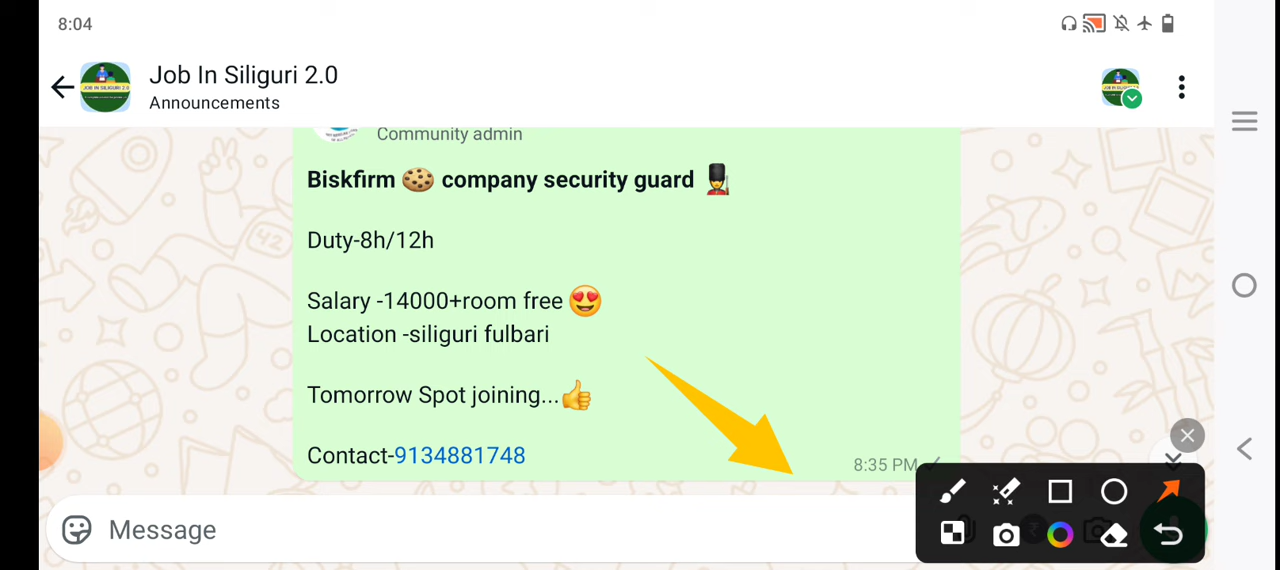 8:04
Job In Siliguri 2.0
Announcements
Community admin
Biskfirm 🍪 company security guard 💂
Duty-8h/12h
Salary -14000+room free 😍
Location -siliguri fulbari
Tomorrow Spot joining...👍
Contact-9134881748
8:35 PM
Message